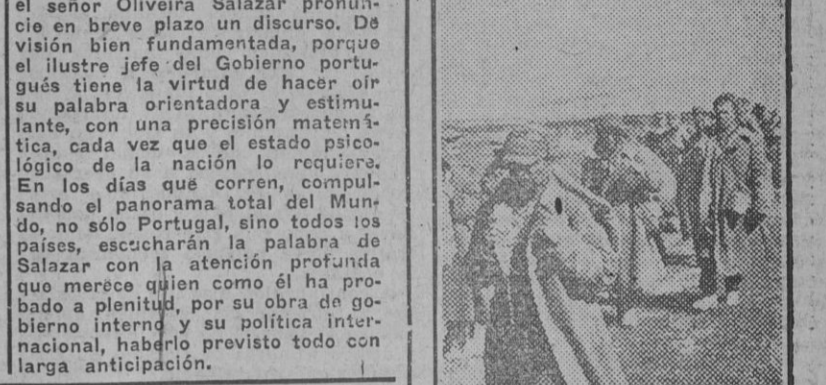 el señor Oliveira Salazar pronun-
cie en breve plazo un discurso. De
visión bien fundamentada, porque
el ilustre jefe del Gobierno portu-
gués tiene la virtud de hacer oír
su palabra orientadora y estimu-
lante, con una precisión matemá-
tica, cada vez que el estado psico-
lógico de la nación lo requiere.
En los días que corren, compul-
sando el panorama total del Mun-
do, no sólo Portugal, sino todos los
países, escucharán la palabra de
Salazar con la atención profunda
que merece quien como él ha pro-
bado a plenitud, por su obra de go-
bierno interno y su política inter-
nacional, haberlo previsto todo con
larga anticipación.